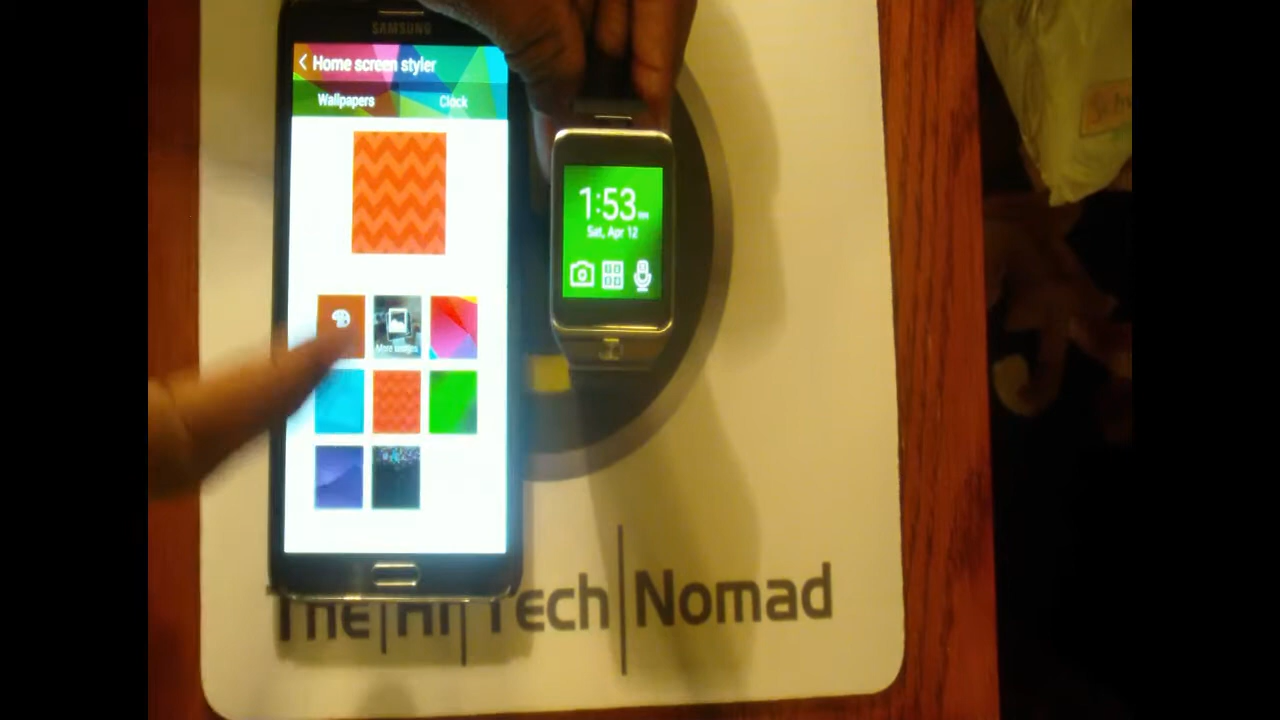 SAMSUNG
Home screen styler
Wallpapers
Clock
More images
1:53
Sat, Apr 12
The|Hi|Tech|Nomad